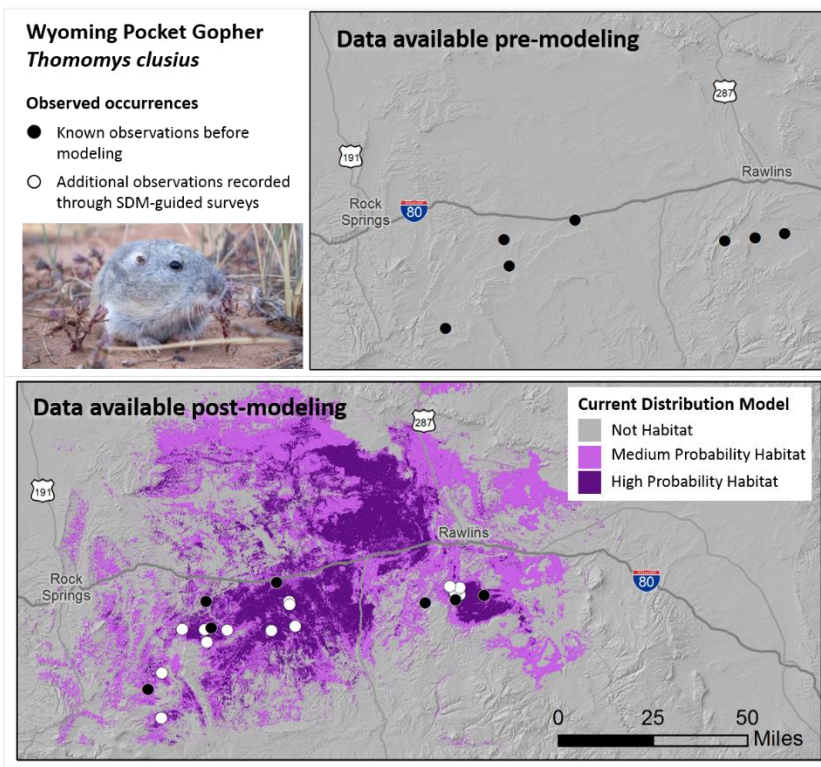 Wyoming Pocket Gopher
Thomomys clusius
Observed occurrences
Known observations before
modeling
Additional observations recorded
through SDM-guided surveys
Data available pre-modeling
287
191
Rawlins
Rock
Springs
80
Data available post-modeling
287
Current Distribution Model
Not Habitat
Medium Probability Habitat
High Probability Habitat
191
Rawlins
Rock
Springs
80
0 25 50
Miles